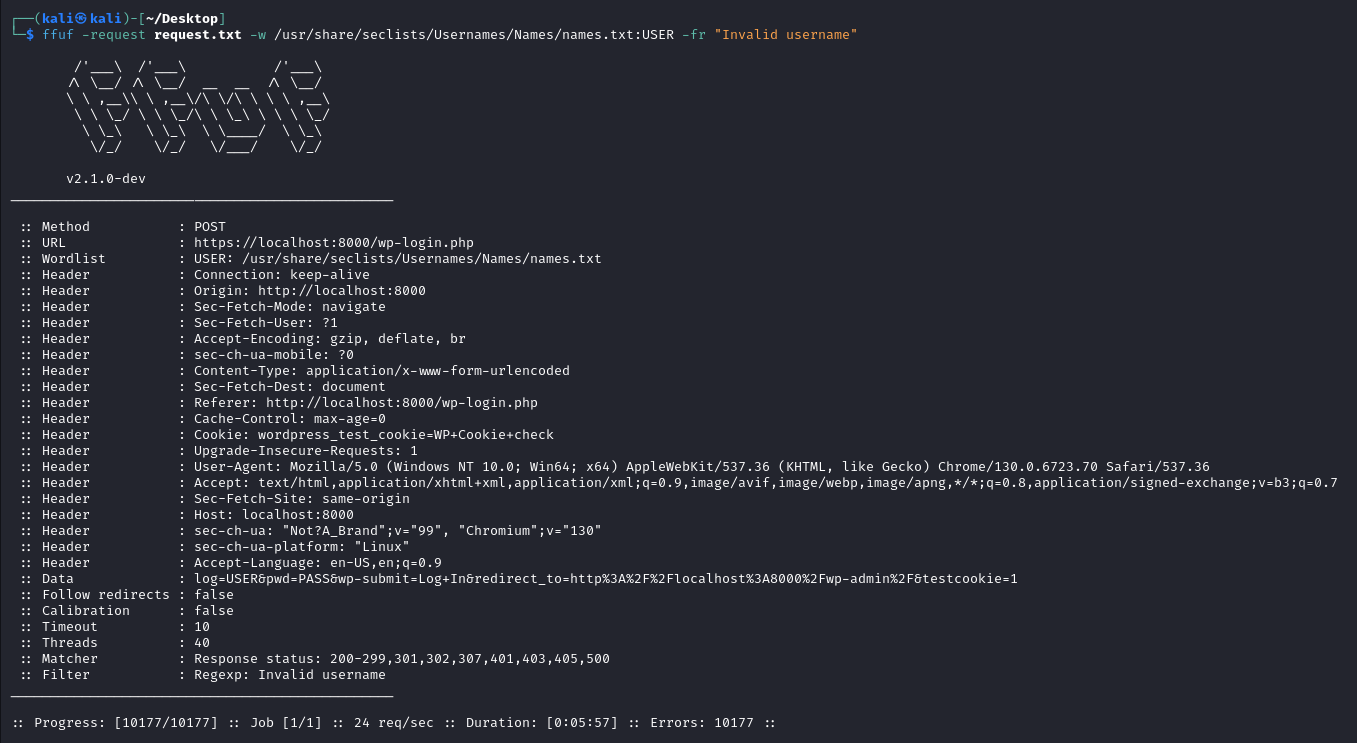 ┌──(kali㉿kali)-[~/Desktop]
└─$ ffuf -request request.txt -w /usr/share/seclists/Usernames/Names/names.txt:USER -fr "Invalid username"
        /'___\  /'___\           /'___\
       /\ \__/ /\ \__/  __  __  /\ \__/
       \ \ ,__\\ \ ,__\/\ \/\ \ \ \ ,__\
        \ \ \_/ \ \ \_/\ \ \_\ \ \ \ \_/
         \ \_\   \ \_\  \ \____/  \ \_\
          \/_/    \/_/   \/___/    \/_/
       v2.1.0-dev
________________________________________________
 :: Method           : POST
 :: URL              : https://localhost:8000/wp-login.php
 :: Wordlist         : USER: /usr/share/seclists/Usernames/Names/names.txt
 :: Header           : Connection: keep-alive
 :: Header           : Origin: http://localhost:8000
 :: Header           : Sec-Fetch-Mode: navigate
 :: Header           : Sec-Fetch-User: ?1
 :: Header           : Accept-Encoding: gzip, deflate, br
 :: Header           : sec-ch-ua-mobile: ?0
 :: Header           : Content-Type: application/x-www-form-urlencoded
 :: Header           : Sec-Fetch-Dest: document
 :: Header           : Referer: http://localhost:8000/wp-login.php
 :: Header           : Cache-Control: max-age=0
 :: Header           : Cookie: wordpress_test_cookie=WP+Cookie+check
 :: Header           : Upgrade-Insecure-Requests: 1
 :: Header           : User-Agent: Mozilla/5.0 (Windows NT 10.0; Win64; x64) AppleWebKit/537.36 (KHTML, like Gecko) Chrome/130.0.6723.70 Safari/537.36
 :: Header           : Accept: text/html,application/xhtml+xml,application/xml;q=0.9,image/avif,image/webp,image/apng,*/*;q=0.8,application/signed-exchange;v=b3;q=0.7
 :: Header           : Sec-Fetch-Site: same-origin
 :: Header           : Host: localhost:8000
 :: Header           : sec-ch-ua: "Not?A_Brand";v="99", "Chromium";v="130"
 :: Header           : sec-ch-ua-platform: "Linux"
 :: Header           : Accept-Language: en-US,en;q=0.9
 :: Data             : log=USER&pwd=PASS&wp-submit=Log+In&redirect_to=http%3A%2F%2Flocalhost%3A8000%2Fwp-admin%2F&testcookie=1
 :: Follow redirects : false
 :: Calibration      : false
 :: Timeout          : 10
 :: Threads          : 40
 :: Matcher          : Response status: 200-299,301,302,307,401,403,405,500
 :: Filter           : Regexp: Invalid username
________________________________________________
:: Progress: [10177/10177] :: Job [1/1] :: 24 req/sec :: Duration: [0:05:57] :: Errors: 10177 ::